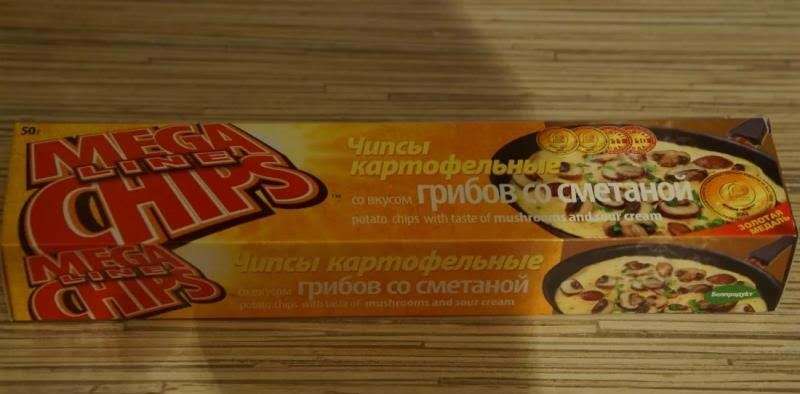 50г
MEGA
LINE
CHIPS
™
Чипсы
картофельные
со вкусом грибов со сметаной
potato chips with taste of mushrooms and sour cream
ЗОЛОТАЯ
МЕДАЛЬ
MEGA
LINE
CHIPS
Чипсы картофельные
со вкусом грибов со сметаной
potato chips with taste of mushrooms and sour cream
Белпродукт